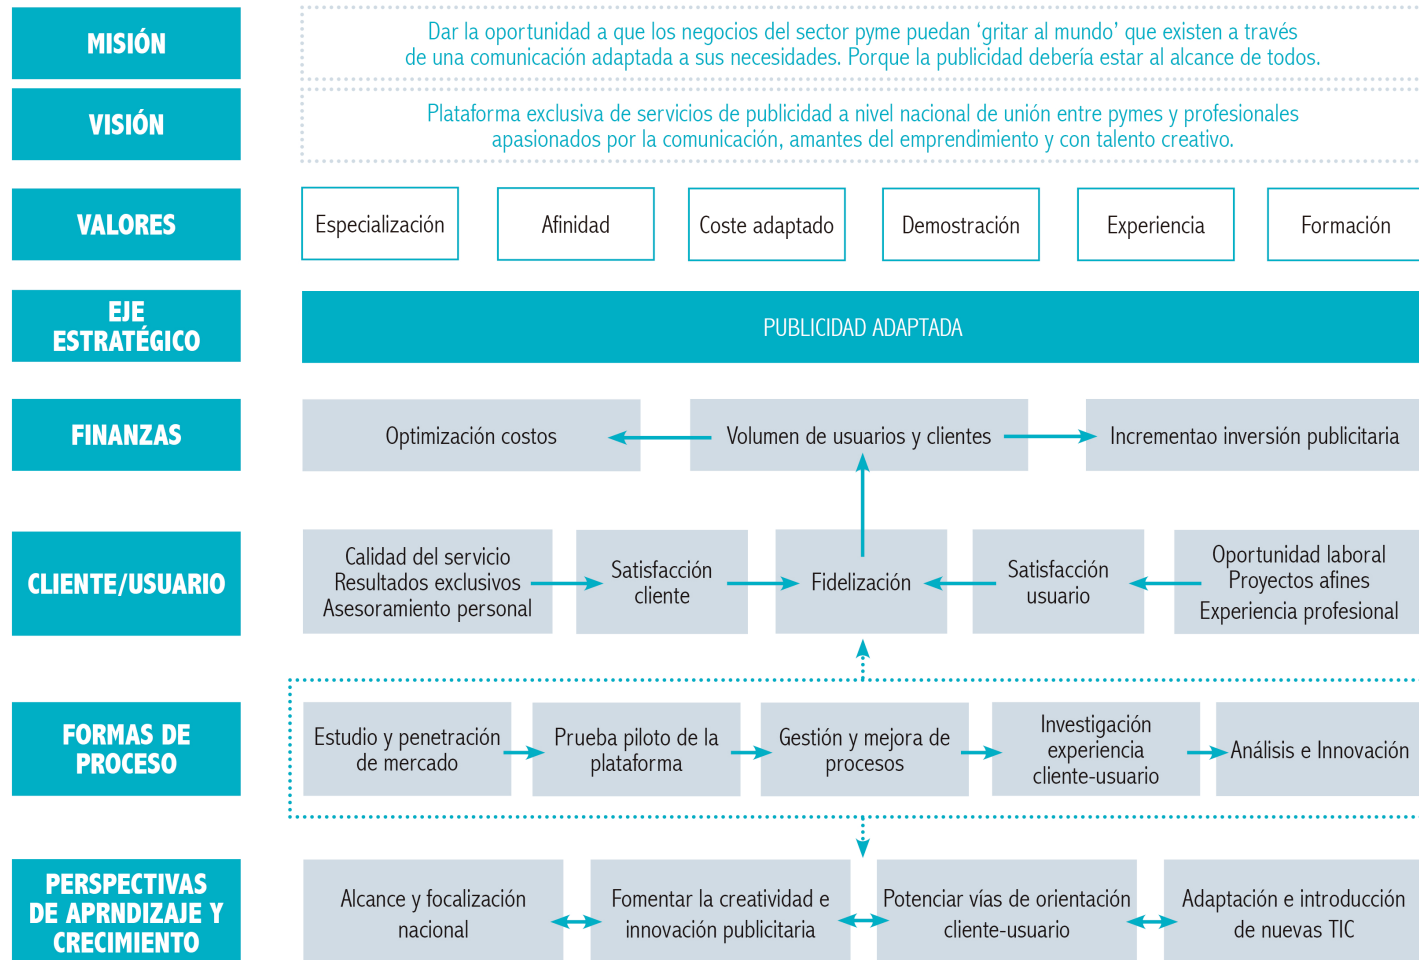 MISIÓN
Dar la oportunidad a que los negocios del sector pyme puedan ‘gritar al mundo’ que existen a través
de una comunicación adaptada a sus necesidades. Porque la publicidad debería estar al alcance de todos.
VISIÓN
Plataforma exclusiva de servicios de publicidad a nivel nacional de unión entre pymes y profesionales
apasionados por la comunicación, amantes del emprendimiento y con talento creativo.
VALORES
Especialización
Afinidad
Coste adaptado
Demostración
Experiencia
Formación
EJE
ESTRATÉGICO
PUBLICIDAD ADAPTADA
FINANZAS
Optimización costos
Volumen de usuarios y clientes
Incrementao inversión publicitaria
CLIENTE/USUARIO
Calidad del servicio
Resultados exclusivos
Asesoramiento personal
Satisfacción
cliente
Fidelización
Satisfacción
usuario
Oportunidad laboral
Proyectos afines
Experiencia profesional
FORMAS DE
PROCESO
Estudio y penetración
de mercado
Prueba piloto de la
plataforma
Gestión y mejora de
procesos
Investigación
experiencia
cliente-usuario
Análisis e Innovación
PERSPECTIVAS
DE APRNDIZAJE Y
CRECIMIENTO
Alcance y focalización
nacional
Fomentar la creatividad e
innovación publicitaria
Potenciar vías de orientación
cliente-usuario
Adaptación e introducción
de nuevas TIC